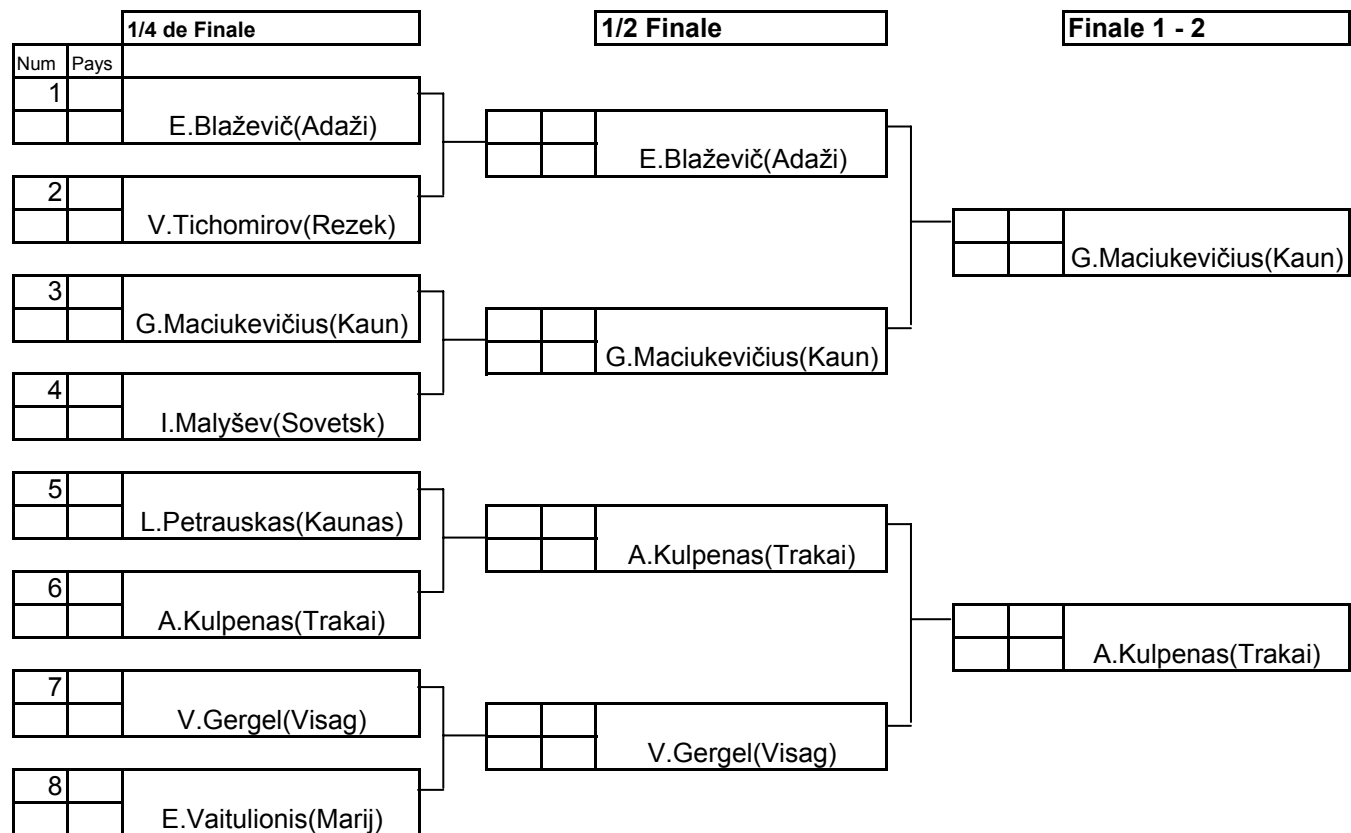 1/4 de Finale
1/2 Finale
Finale 1 - 2
Num Pays
1
E.Blaževič(Adaži)
E.Blaževič(Adaži)
2
V.Tichomirov(Rezek)
G.Maciukevičius(Kaun)
3
G.Maciukevičius(Kaun)
G.Maciukevičius(Kaun)
4
I.Malyšev(Sovetsk)
5
L.Petrauskas(Kaunas)
A.Kulpenas(Trakai)
6
A.Kulpenas(Trakai)
A.Kulpenas(Trakai)
7
V.Gergel(Visag)
V.Gergel(Visag)
8
E.Vaitulionis(Marij)